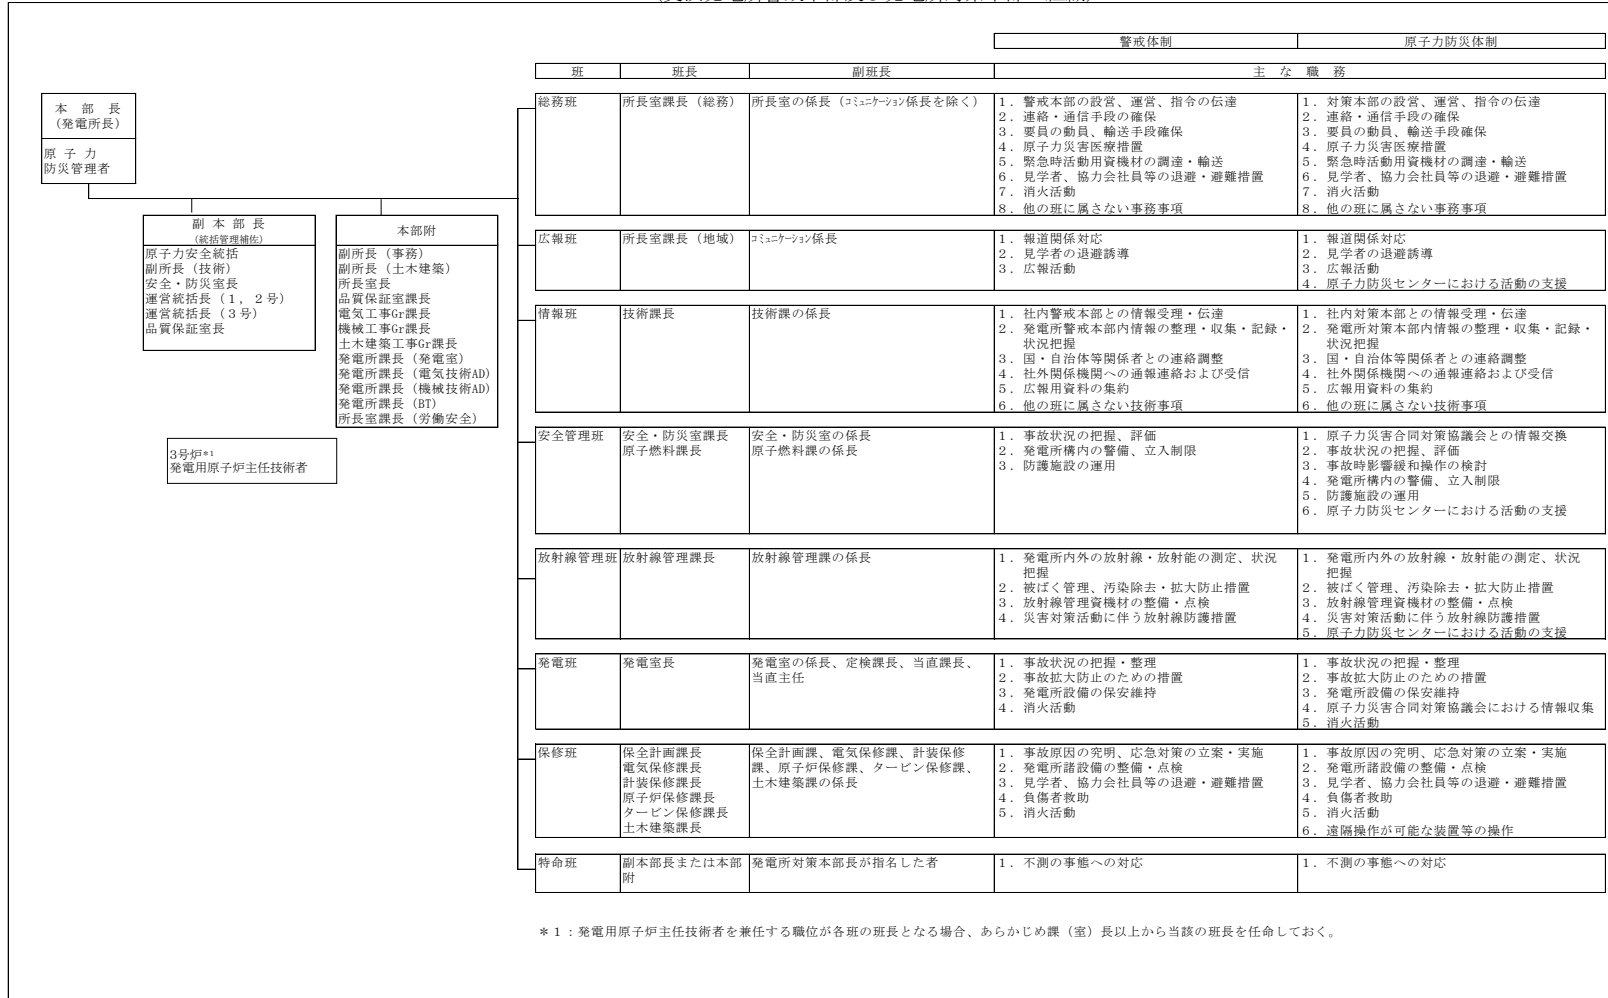 警戒体制
原子力防災体制
班
班長
副班長
主 な 職 務
本 部 長
(発電所長)
原 子 力
防災管理者
副 本 部 長
(統括管理補佐)
原子力安全統括
副所長(技術)
安全・防災室長
運営統括長(1,2号)
運営統括長(3号)
品質保証室長
本部附
副所長(事務)
副所長(土木建築)
所長室長
品質保証室課長
電気工事Gr課長
機械工事Gr課長
土木建築工事Gr課長
発電所課長(発電室)
発電所課長(電気技術AD)
発電所課長(機械技術AD)
発電所課長(BT)
所長室課長(労働安全)
3号炉*1
発電用原子炉主任技術者
総務班
所長室課長(総務)
所長室の係長(コミュニケーション係長を除く)
1.警戒本部の設営、運営、指令の伝達
2.連絡・通信手段の確保
3.要員の動員、輸送手段確保
4.原子力災害医療措置
5.緊急時活動用資機材の調達・輸送
6.見学者、協力会社員等の退避・避難措置
7.消火活動
8.他の班に属さない事務事項
1.対策本部の設営、運営、指令の伝達
2.連絡・通信手段の確保
3.要員の動員、輸送手段確保
4.原子力災害医療措置
5.緊急時活動用資機材の調達・輸送
6.見学者、協力会社員等の退避・避難措置
7.消火活動
8.他の班に属さない事務事項
広報班
所長室課長(地域)
コミュニケーション係長
1.報道関係対応
2.見学者の退避誘導
3.広報活動
1.報道関係対応
2.見学者の退避誘導
3.広報活動
4.原子力防災センターにおける活動の支援
情報班
技術課長
技術課の係長
1.社内警戒本部との情報受理・伝達
2.発電所警戒本部内情報の整理・収集・記録・
状況把握
3.国・自治体等関係者との連絡調整
4.社外関係機関への通報連絡および受信
5.広報用資料の集約
6.他の班に属さない技術事項
1.社内対策本部との情報受理・伝達
2.発電所対策本部内情報の整理・収集・記録・
状況把握
3.国・自治体等関係者との連絡調整
4.社外関係機関への通報連絡および受信
5.広報用資料の集約
6.他の班に属さない技術事項
安全管理班
安全・防災室課長
原子燃料課長
安全・防災室の係長
原子燃料課の係長
1.事故状況の把握、評価
2.発電所構内の警備、立入制限
3.防護施設の運用
1.原子力災害合同対策協議会との情報交換
2.事故状況の把握、評価
3.事故時影響緩和操作の検討
4.発電所構内の警備、立入制限
5.防護施設の運用
6.原子力防災センターにおける活動の支援
放射線管理班
放射線管理課長
放射線管理課の係長
1.発電所内外の放射線・放射能の測定、状況
把握
2.被ばく管理、汚染除去・拡大防止措置
3.放射線管理資機材の整備・点検
4.災害対策活動に伴う放射線防護措置
1.発電所内外の放射線・放射能の測定、状況
把握
2.被ばく管理、汚染除去・拡大防止措置
3.放射線管理資機材の整備・点検
4.災害対策活動に伴う放射線防護措置
5.原子力防災センターにおける活動の支援
発電班
発電室長
発電室の係長、定検課長、当直課長、
当直主任
1.事故状況の把握・整理
2.事故拡大防止のための措置
3.発電所設備の保安維持
4.消火活動
1.事故状況の把握・整理
2.事故拡大防止のための措置
3.発電所設備の保安維持
4.原子力災害合同対策協議会における情報収集
5.消火活動
保修班
保全計画課長
電気保修課長
計装保修課長
原子炉保修課長
タービン保修課長
土木建築課長
保全計画課、電気保修課、計装保修
課、原子炉保修課、タービン保修課、
土木建築課の係長
1.事故原因の究明、応急対策の立案・実施
2.発電所諸設備の整備・点検
3.見学者、協力会社員等の退避・避難措置
4.負傷者救助
5.消火活動
1.事故原因の究明、応急対策の立案・実施
2.発電所諸設備の整備・点検
3.見学者、協力会社員等の退避・避難措置
4.負傷者救助
5.消火活動
6.遠隔操作が可能な装置等の操作
特命班
副本部長または本部
附
発電所対策本部長が指名した者
1.不測の事態への対応
1.不測の事態への対応
*1:発電用原子炉主任技術者を兼任する職位が各班の班長となる場合、あらかじめ課(室)長以上から当該の班長を任命しておく。